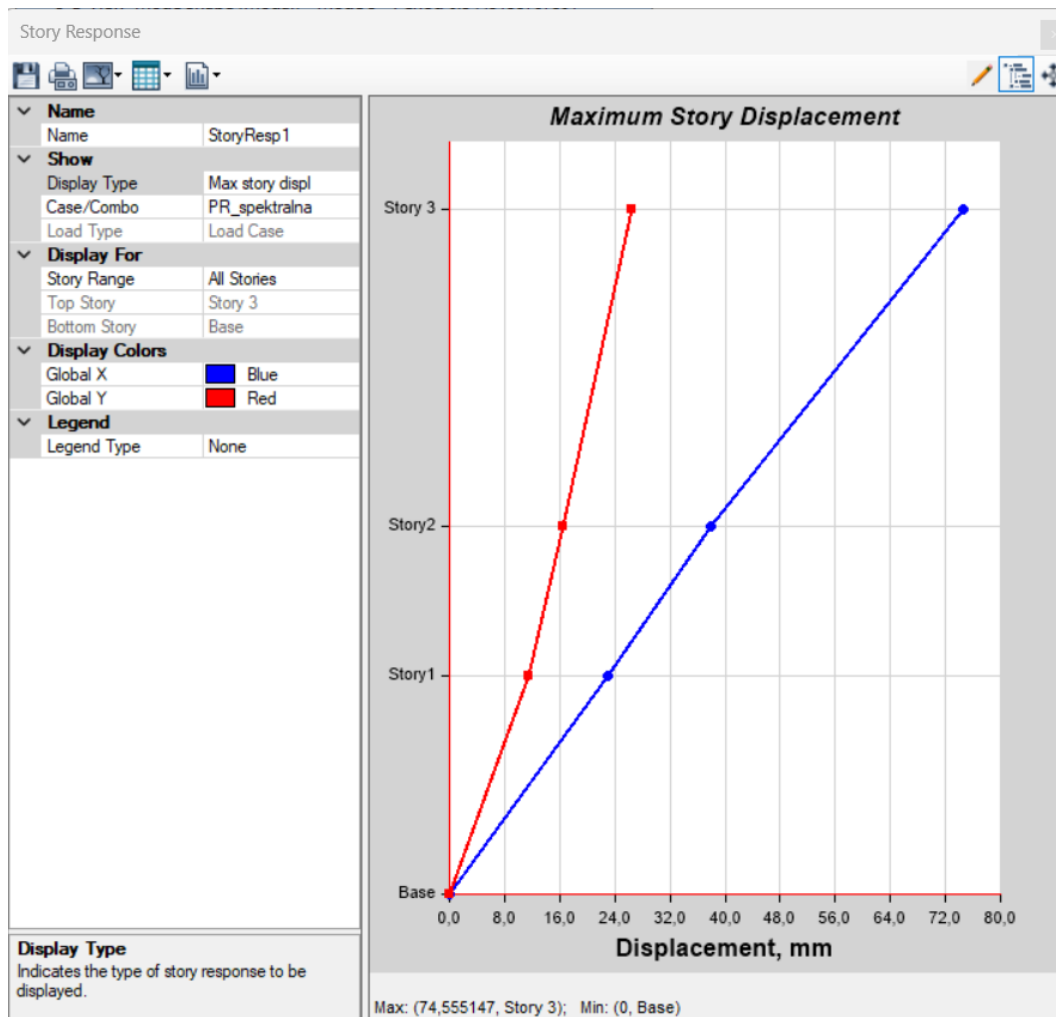 Story Response
Name
Name StoryResp1
Show
Display Type Max story displ
Case/Combo PR_spektralna
Load Type Load Case
Display For
Story Range All Stories
Top Story Story 3
Bottom Story Base
Display Colors
Global X Blue
Global Y Red
Legend
Legend Type None
Display Type
Indicates the type of story response to be
displayed.
Maximum Story Displacement
Story 3
Story2
Story1
Base
0,0 8,0 16,0 24,0 32,0 40,0 48,0 56,0 64,0 72,0 80,0
Displacement, mm
Max: (74,555147, Story 3); Min: (0, Base)